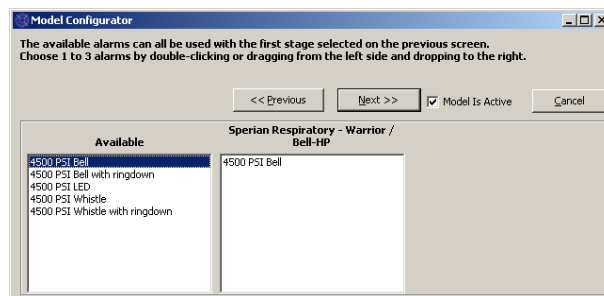 Model Configurator
The available alarms can all be used with the first stage selected on the previous screen.
Choose 1 to 3 alarms by double-clicking or dragging from the left side and dropping to the right.
<< Previous
Next >>
Model Is Active
Cancel
Available
Sperian Respiratory - Warrior /
Bell-HP
4500 PSI Bell
4500 PSI Bell with ringdown
4500 PSI LED
4500 PSI Whistle
4500 PSI Whistle with ringdown
4500 PSI Bell